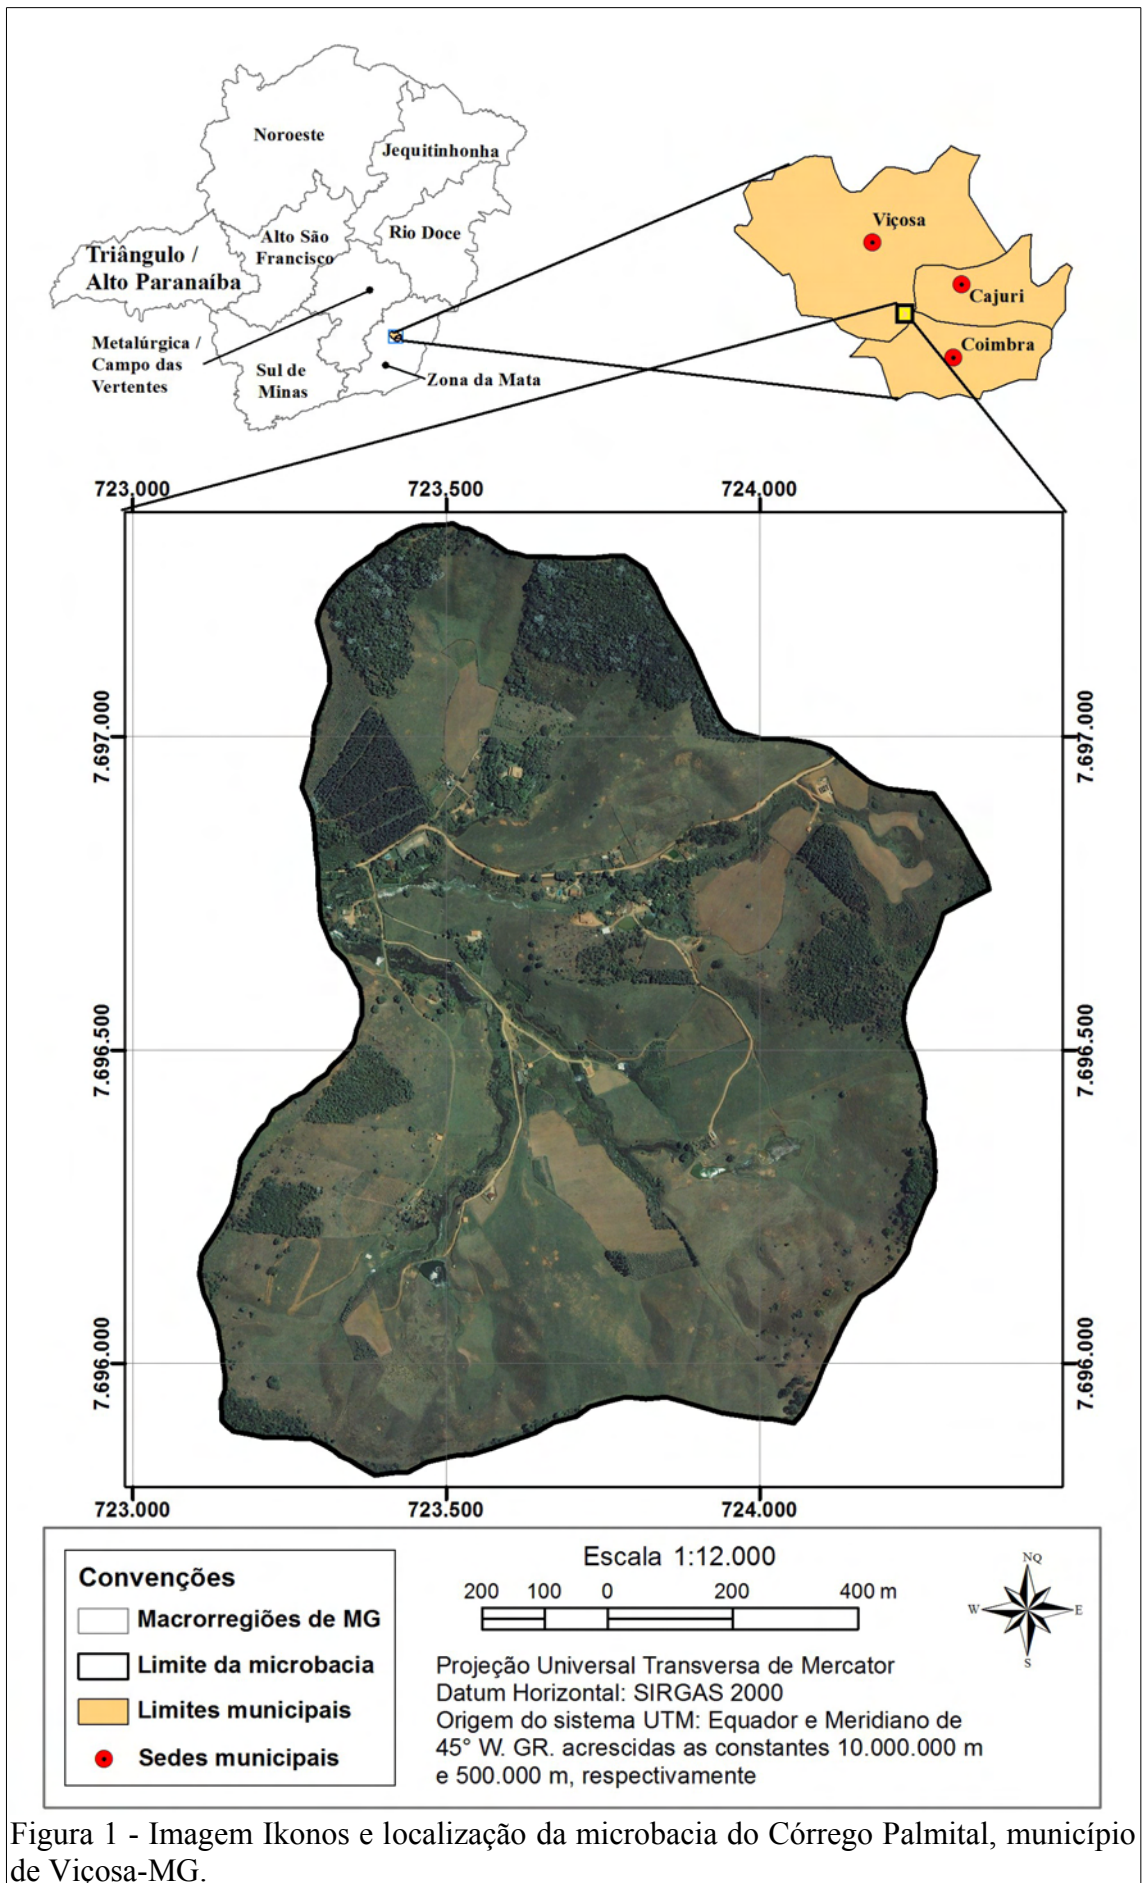 Noroeste
Jequitinhonha
Alto São
Francisco
Rio Doce
Triângulo /
Alto Paranaíba
Metalúrgica /
Campo das
Vertentes
Sul de
Minas
Zona da Mata
Viçosa
Cajuri
Coimbra
723.000 723.500 724.000
7.697.000 7.697.000
7.696.500 7.696.500
7.696.000 7.696.000
723.000 723.500 724.000
Convenções
Macrorregiões de MG
Limite da microbacia
Limites municipais
Sedes municipais
Escala 1:12.000
200 100 0 200 400 m
Projeção Universal Transversa de Mercator
Datum Horizontal: SIRGAS 2000
Origem do sistema UTM: Equador e Meridiano de
45° W. GR. acrescidas as constantes 10.000.000 m
e 500.000 m, respectivamente
NQ
W E
S
Figura 1 - Imagem Ikonos e localização da microbacia do Córrego Palmital, município
de Viçosa-MG.